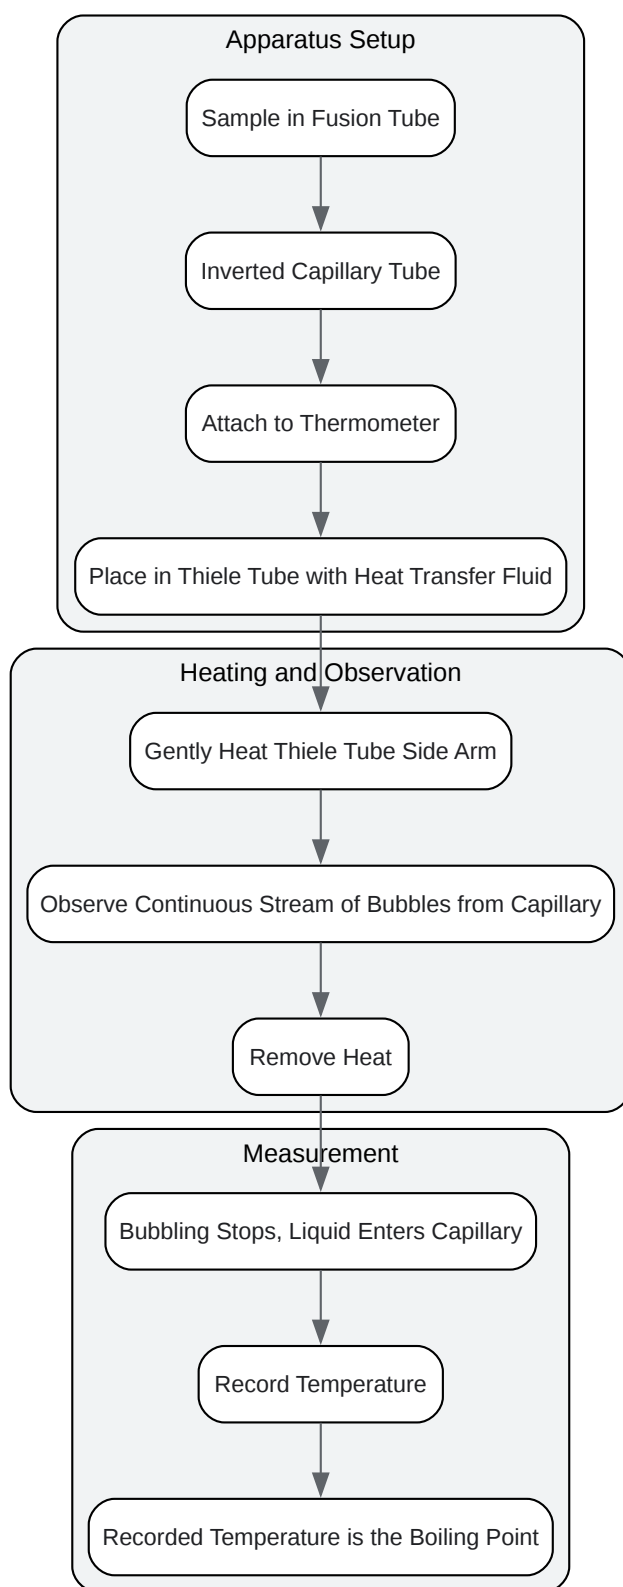 Apparatus Setup
Sample in Fusion Tube
Inverted Capillary Tube
Attach to Thermometer
Place in Thiele Tube with Heat Transfer Fluid
Heating and Observation
Gently Heat Thiele Tube Side Arm
Observe Continuous Stream of Bubbles from Capillary
Remove Heat
Measurement
Bubbling Stops, Liquid Enters Capillary
Record Temperature
Recorded Temperature is the Boiling Point